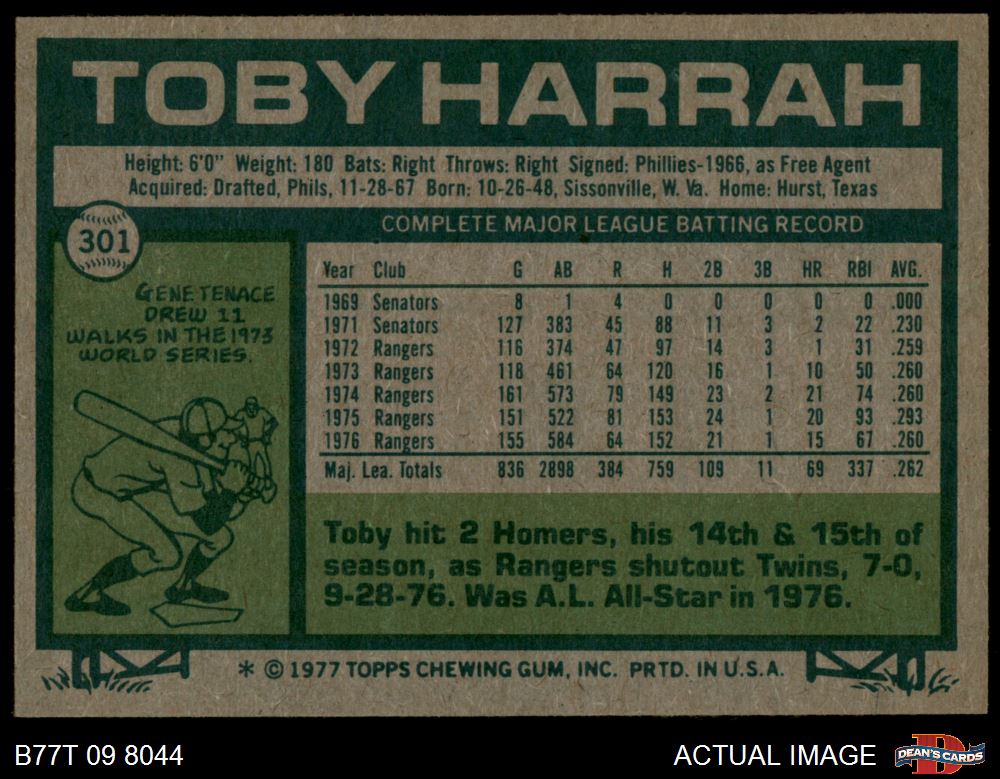 TOBY HARRAH
Height: 6'0" Weight: 180 Bats: Right Throws: Right Signed: Phillies-1966, as Free Agent
Acquired: Drafted, Phils, 11-28-67 Born: 10-26-48, Sissonville, W. Va. Home: Hurst, Texas
301
GENE TENACE
DREW 11
WALKS IN THE 1973
WORLD SERIES.
COMPLETE MAJOR LEAGUE BATTING RECORD
Year Club G AB R H 2B 3B HR RBI AVG.
1969 Senators 8 1 4 0 0 0 0 0 .000
1971 Senators 127 383 45 88 11 3 2 22 .230
1972 Rangers 116 374 47 97 14 3 1 31 .259
1973 Rangers 118 461 64 120 16 1 10 50 .260
1974 Rangers 161 573 79 149 23 2 21 74 .260
1975 Rangers 151 522 81 153 24 1 20 93 .293
1976 Rangers 155 584 64 152 21 1 15 67 .260
Maj. Lea. Totals 836 2898 384 759 109 11 69 337 .262
Toby hit 2 Homers, his 14th & 15th of
season, as Rangers shutout Twins, 7-0,
9-28-76. Was A.L. All-Star in 1976.
* © 1977 TOPPS CHEWING GUM, INC. PRTD. IN U.S.A.
B77T 09 8044
ACTUAL IMAGE
D
DEAN'S CARDS